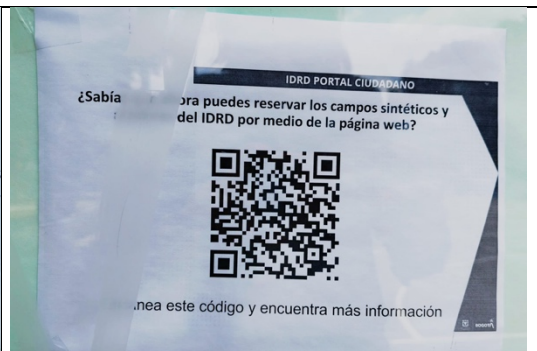 IDRD PORTAL CIUDADANO
¿Sabía ora puedes reservar los campos sintéticos y
del IDRD por medio de la página web?
nea este código y encuentra más información
BOGOTÁ